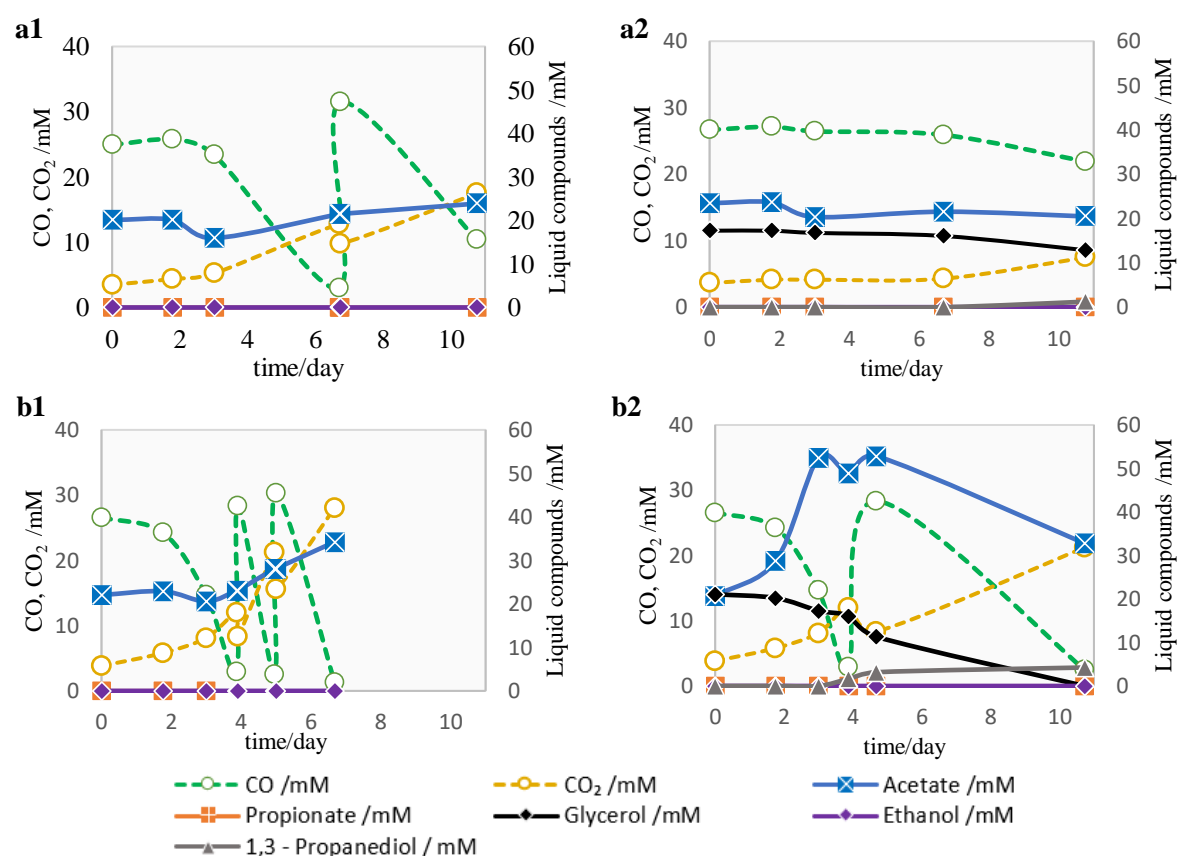 a1
a2
40
30
20
10
0
CO, CO₂ /mM
60
50
40
30
20
10
0
Liquid compounds /mM
0 2 4 6 8 10
time/day
40
30
20
10
0
CO, CO₂ /mM
60
50
40
30
20
10
0
Liquid compounds /mM
0 2 4 6 8 10
time/day
b1
b2
40
30
20
10
0
CO, CO₂ /mM
60
50
40
30
20
10
0
Liquid compounds /mM
0 2 4 6 8 10
time/day
40
30
20
10
0
CO, CO₂ /mM
60
50
40
30
20
10
0
Liquid compounds /mM
0 2 4 6 8 10
time/day
CO /mM
CO₂ /mM
Acetate /mM
Propionate /mM
Glycerol /mM
Ethanol /mM
1,3 - Propanediol / mM